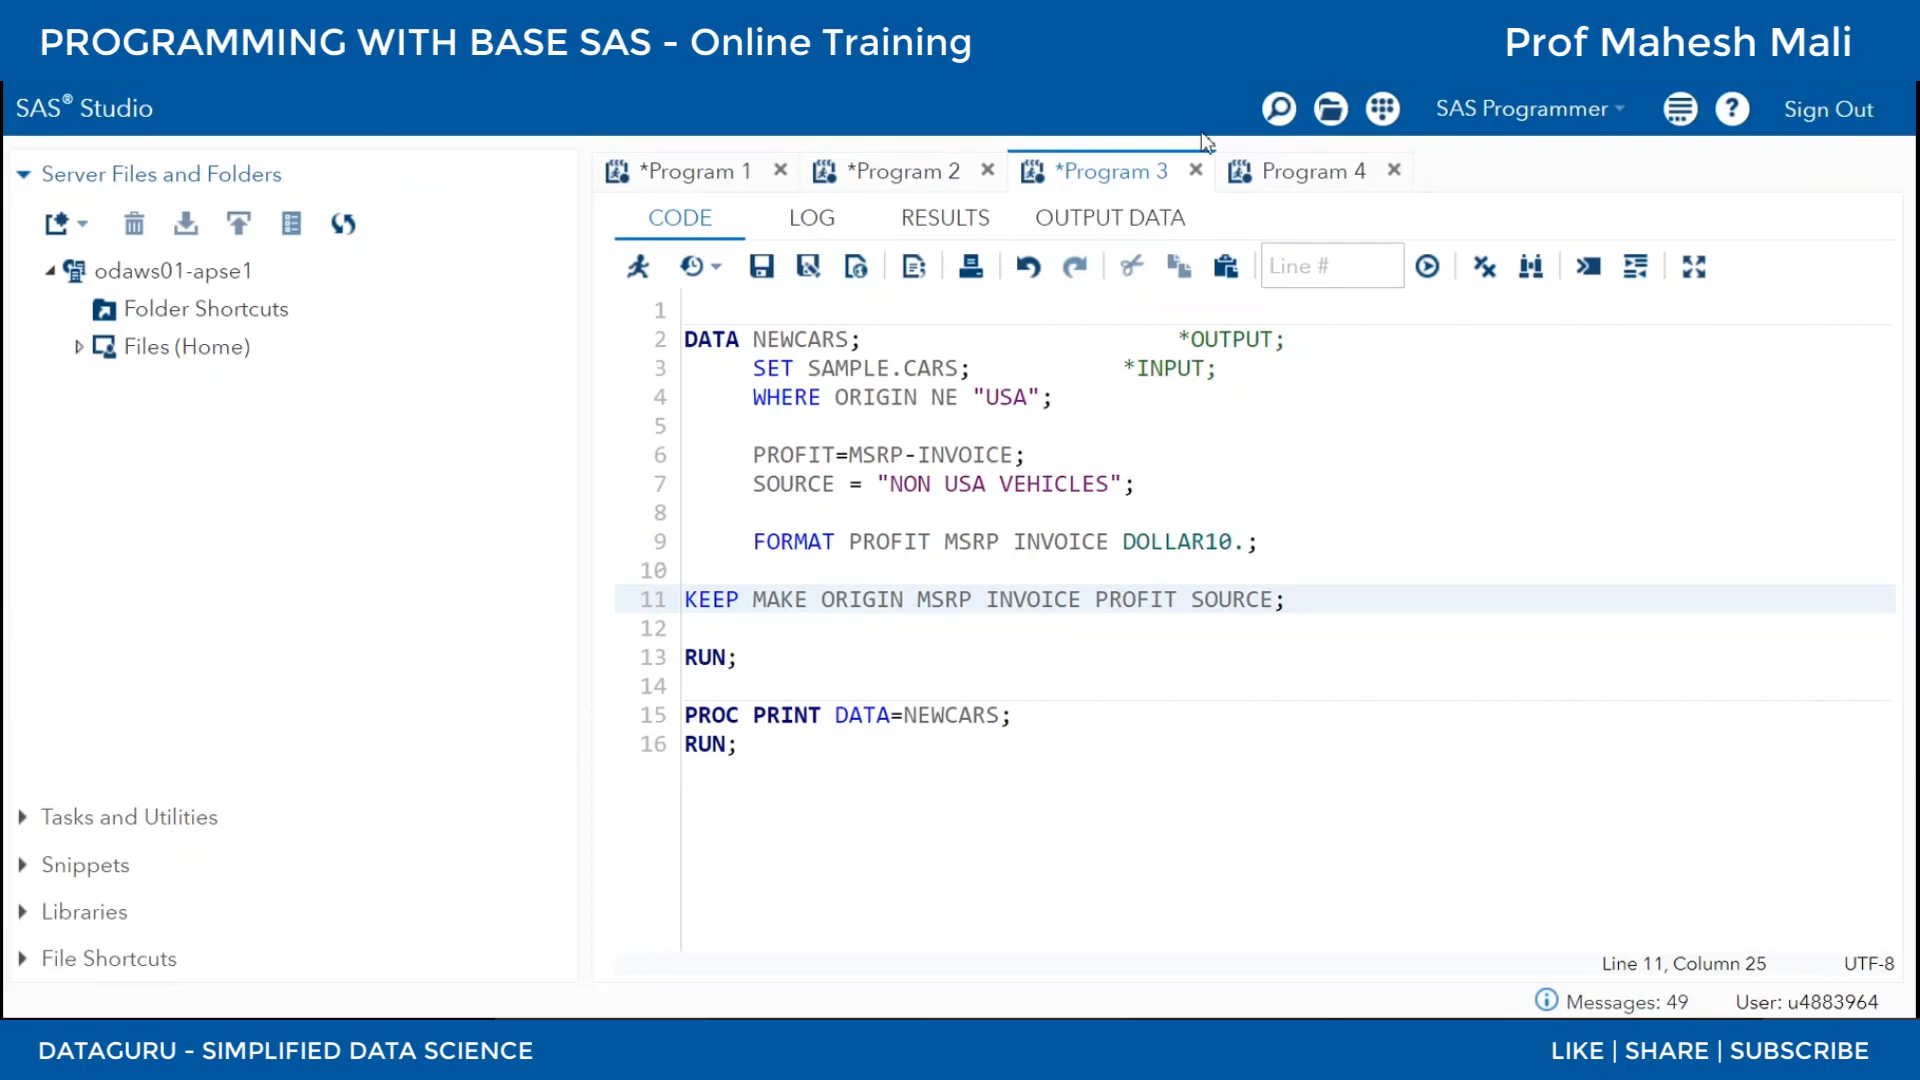 PROGRAMMING WITH BASE SAS - Online Training
Prof Mahesh Mali
SAS® Studio
SAS Programmer
Sign Out
Server Files and Folders
odaws01-apse1
Folder Shortcuts
Files (Home)
Tasks and Utilities
Snippets
Libraries
File Shortcuts
*Program 1
*Program 2
*Program 3
Program 4
CODE
LOG
RESULTS
OUTPUT DATA
Line #
1
2 DATA NEWCARS; *OUTPUT;
3 SET SAMPLE.CARS; *INPUT;
4 WHERE ORIGIN NE "USA";
5
6 PROFIT=MSRP-INVOICE;
7 SOURCE = "NON USA VEHICLES";
8
9 FORMAT PROFIT MSRP INVOICE DOLLAR10.;
10
11 KEEP MAKE ORIGIN MSRP INVOICE PROFIT SOURCE;
12
13 RUN;
14
15 PROC PRINT DATA=NEWCARS;
16 RUN;
Line 11, Column 25
UTF-8
Messages: 49
User: u4883964
DATAGURU - SIMPLIFIED DATA SCIENCE
LIKE | SHARE | SUBSCRIBE